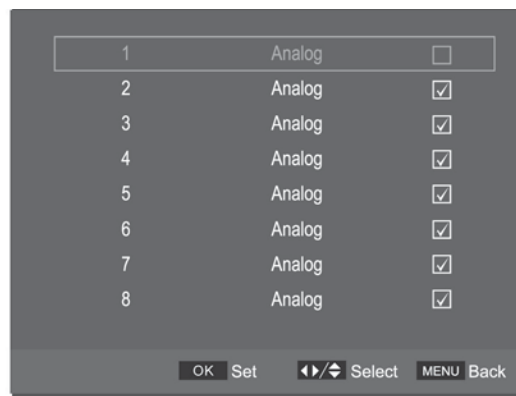 1 Analog
2 Analog
3 Analog
4 Analog
5 Analog
6 Analog
7 Analog
8 Analog
OK Set Select MENU Back